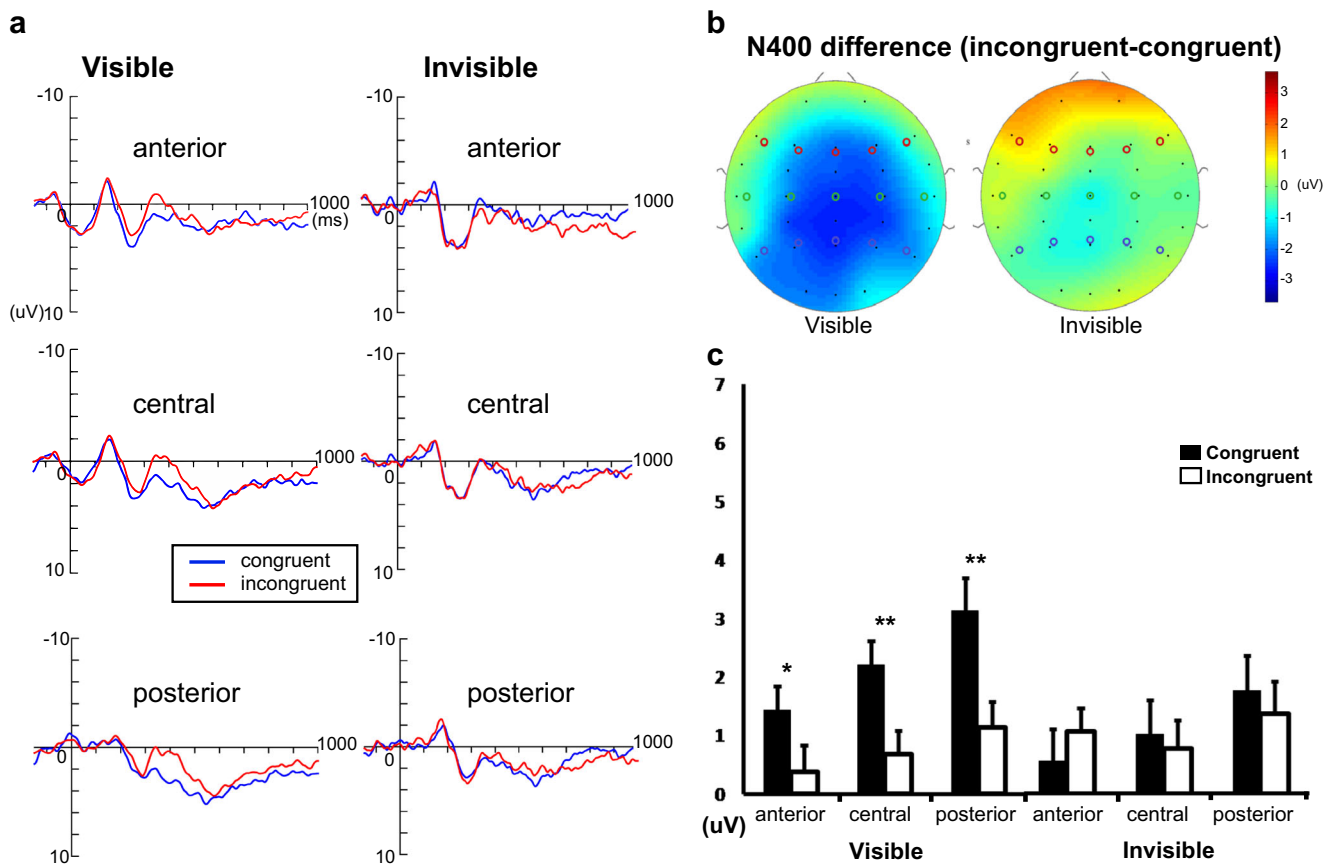 a
Visible
Invisible
-10
anterior
0
1000
(ms)
(uV)10
-10
anterior
0
1000
10
-10
central
0
1000
10
-10
central
0
1000
10
congruent
incongruent
-10
posterior
0
1000
10
-10
posterior
0
1000
10
b
N400 difference (incongruent-congruent)
s
3
2
1
0 (uV)
-1
-2
-3
Visible
Invisible
c
7
6
5
4
3
2
1
0
Congruent
Incongruent
*
**
**
(uV)
anterior central posterior anterior central posterior
Visible Invisible